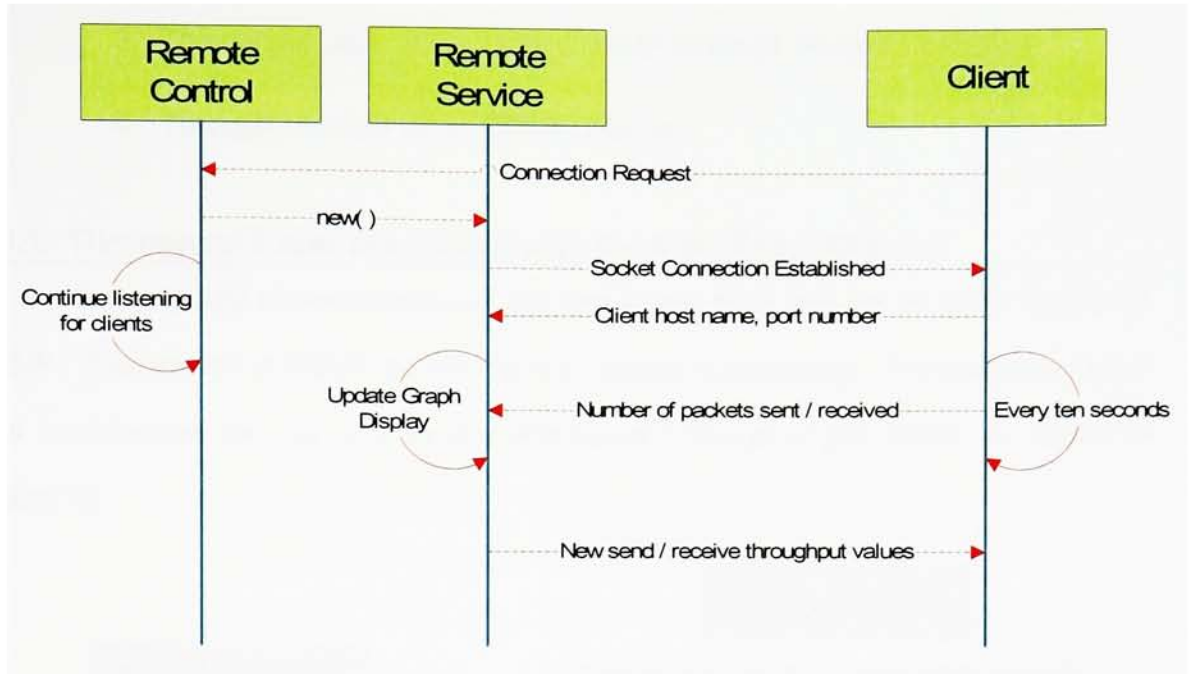 Remote
Control
Remote
Service
Client
Connection Request
new( )
Socket Connection Established
Continue listening
for clients
Client host name, port number
Update Graph
Display
Number of packets sent / received
Every ten seconds
New send / receive throughput values